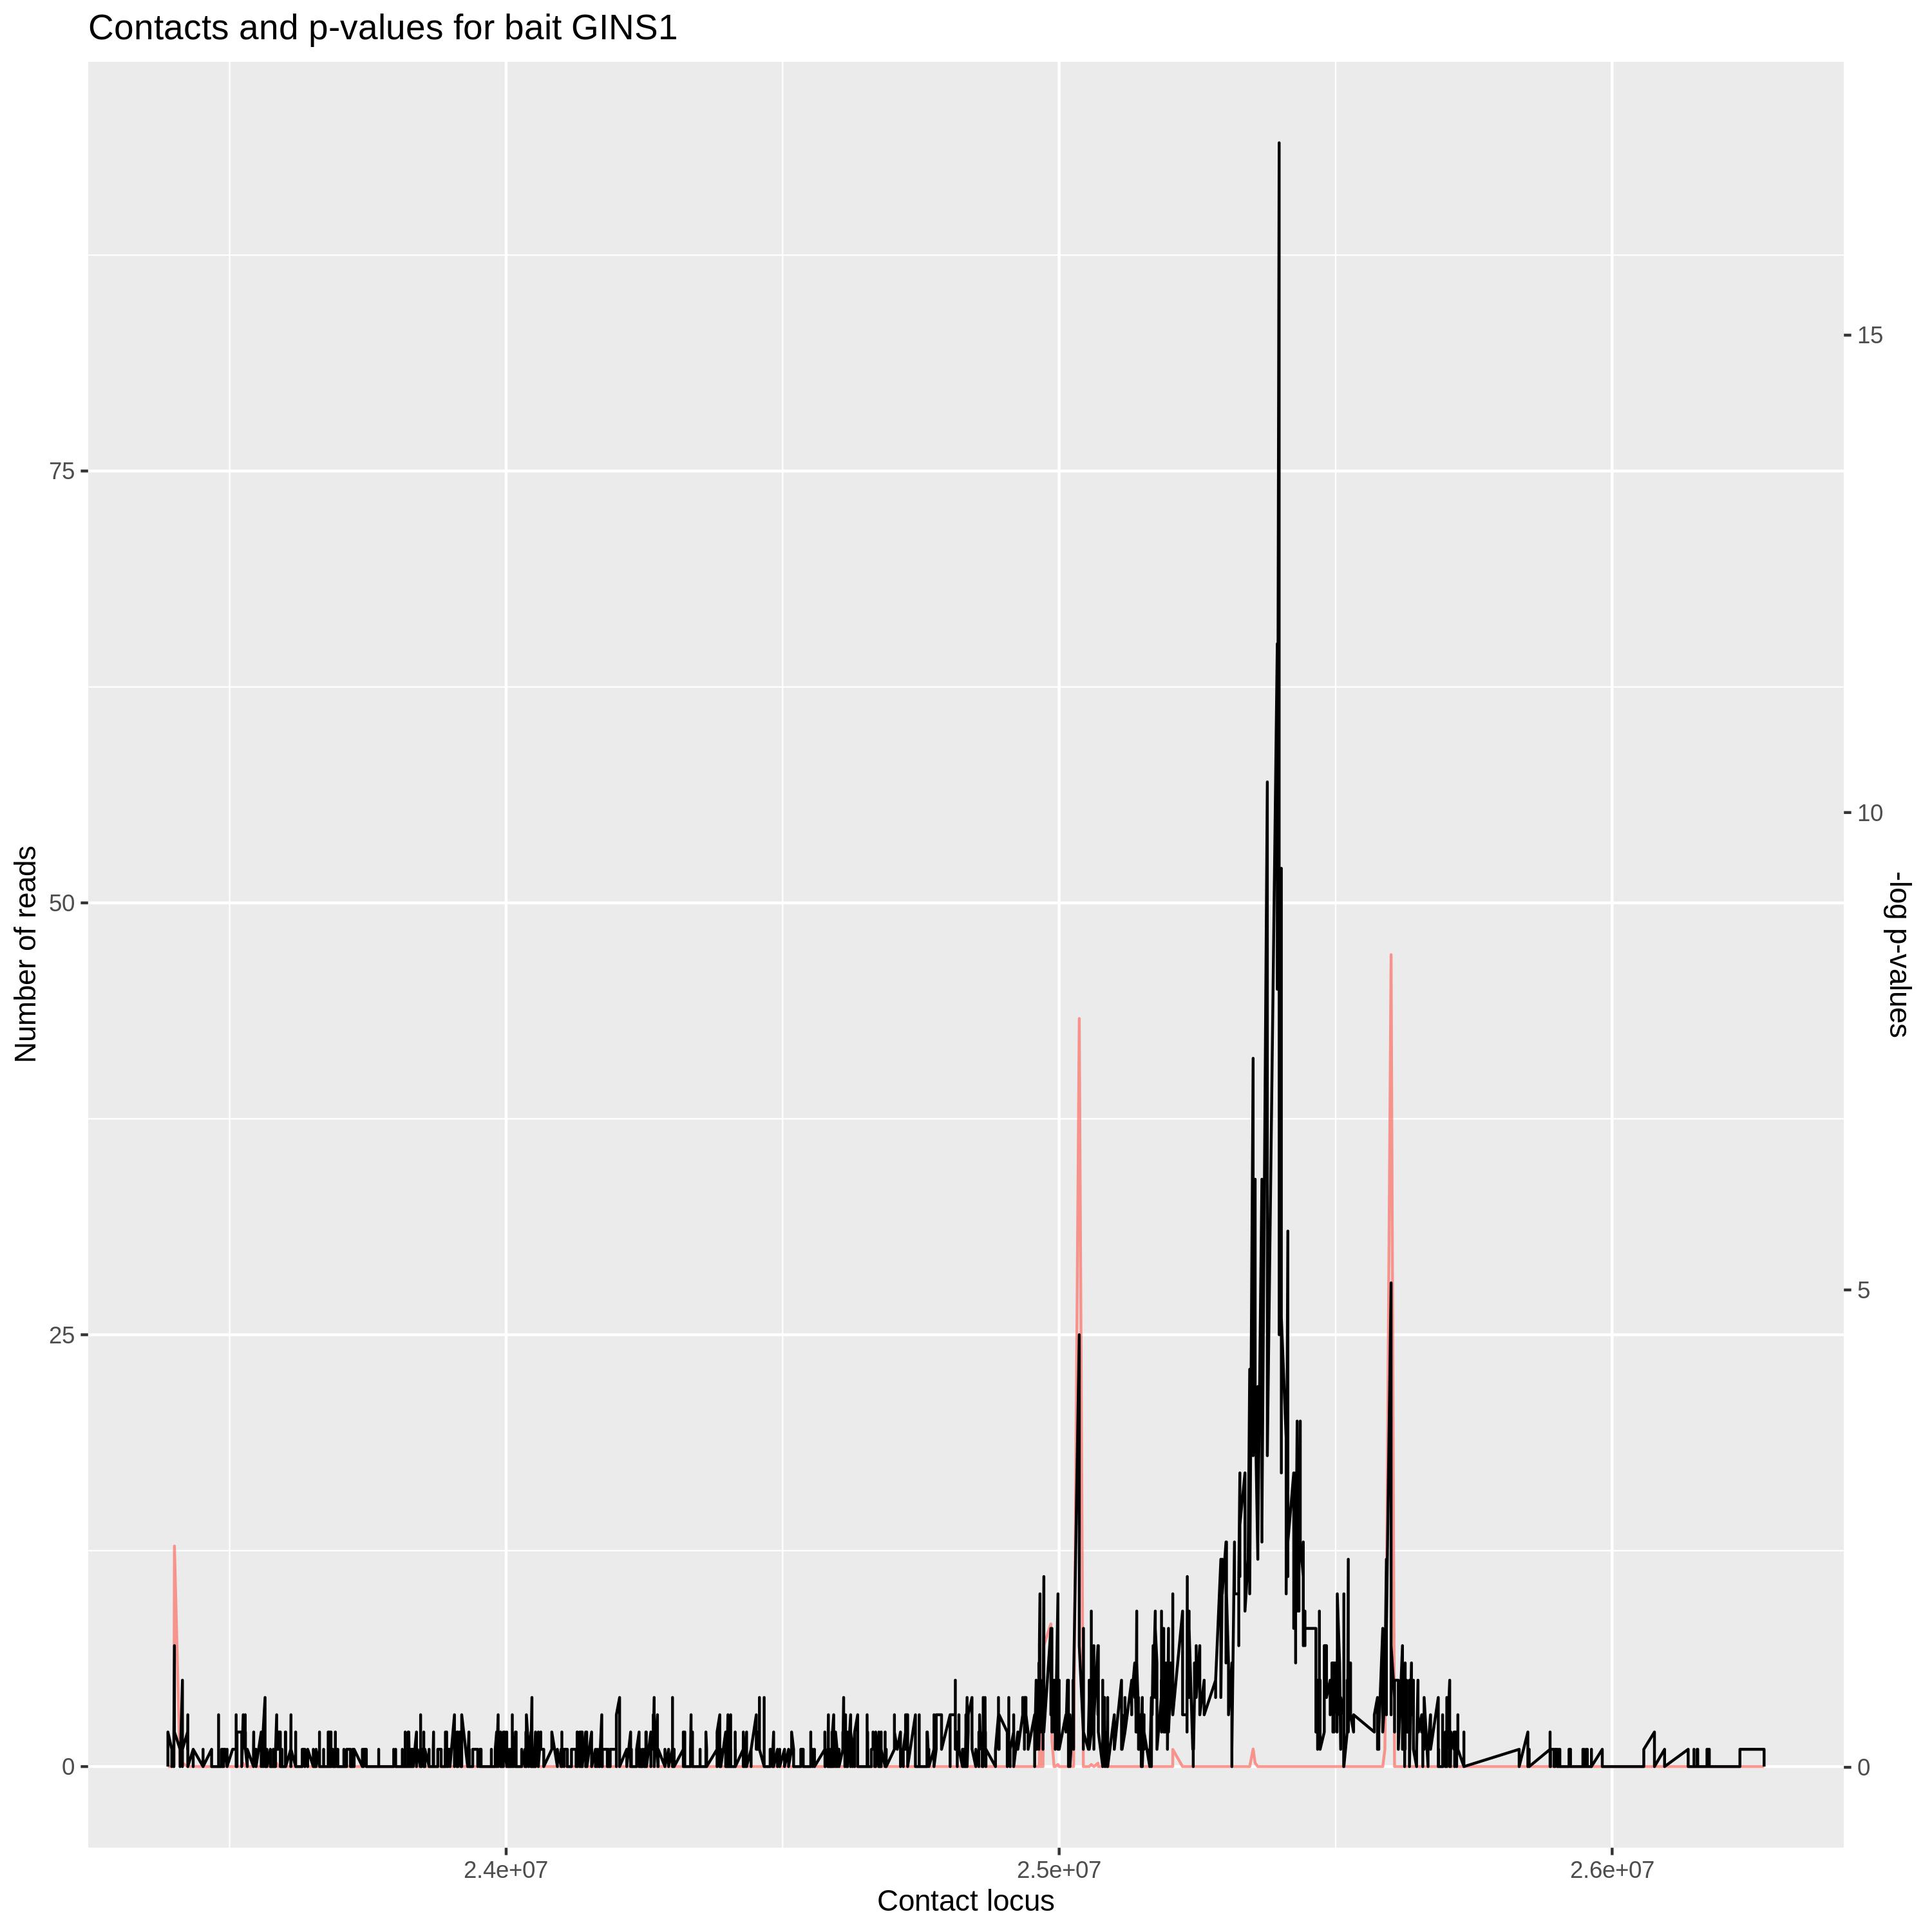 Contacts and p-values for bait GINS1
Number of reads
75
50
25
0
15
10
5
0
-log p-values
2.4e+07
2.5e+07
2.6e+07
Contact locus